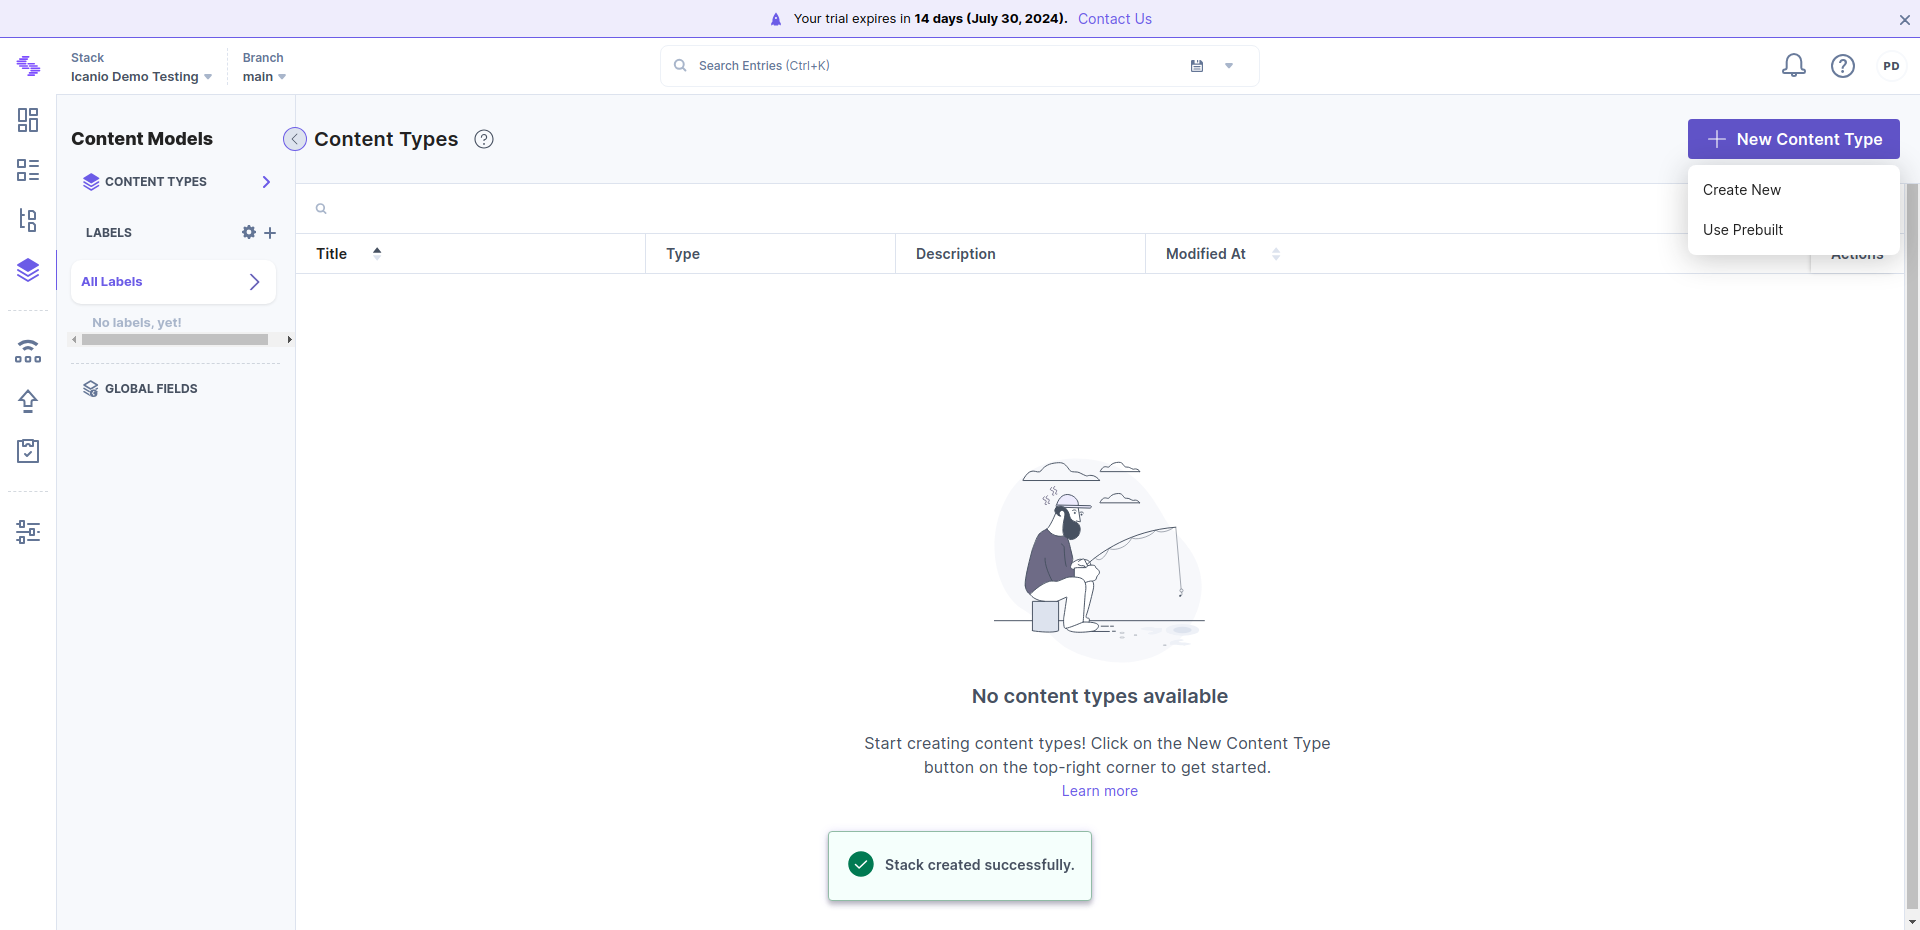 Your trial expires in 14 days (July 30, 2024). Contact Us
Stack
Icanio Demo Testing
Branch
main
Search Entries (Ctrl+K)
PD
Content Models
CONTENT TYPES
LABELS
All Labels
No labels, yet!
GLOBAL FIELDS
Content Types
New Content Type
Create New
Use Prebuilt
Title
Type
Description
Modified At
Actions
No content types available
Start creating content types! Click on the New Content Type
button on the top-right corner to get started.
Learn more
Stack created successfully.